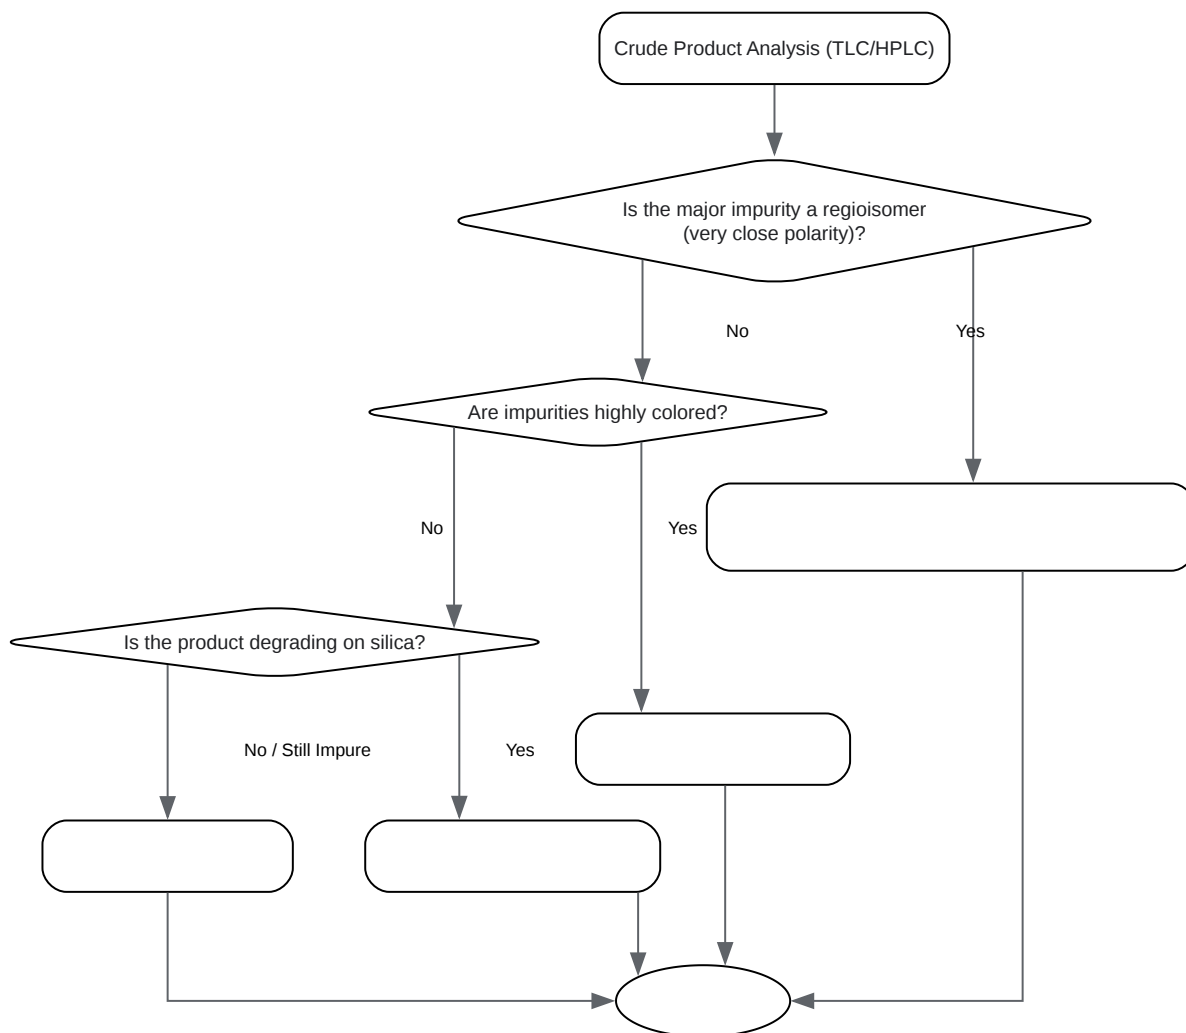 Crude Product Analysis (TLC/HPLC)
Is the major impurity a regioisomer
(very close polarity)?
No
Yes
Are impurities highly colored?
No
Yes
Is the product degrading on silica?
No / Still Impure
Yes